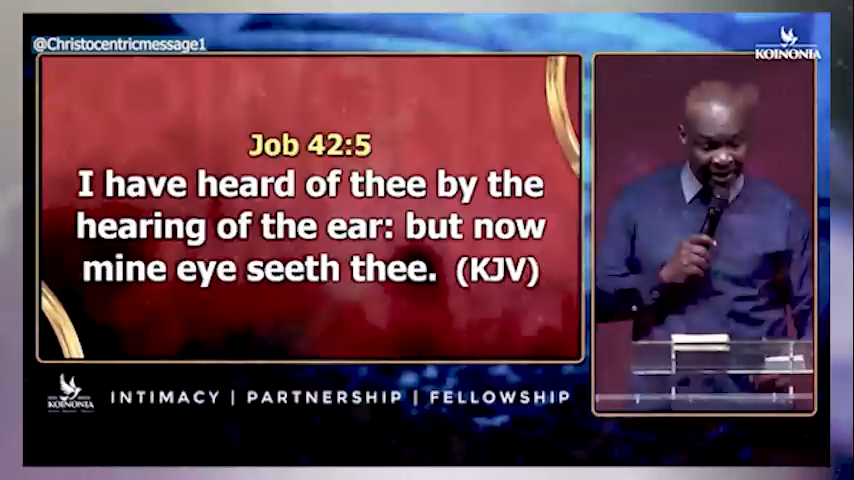 @Christocentricmessage1
KOINONIA
Job 42:5
I have heard of thee by the
hearing of the ear: but now
mine eye seeth thee. (KJV)
KOINONIA
INTIMACY | PARTNERSHIP | FELLOWSHIP